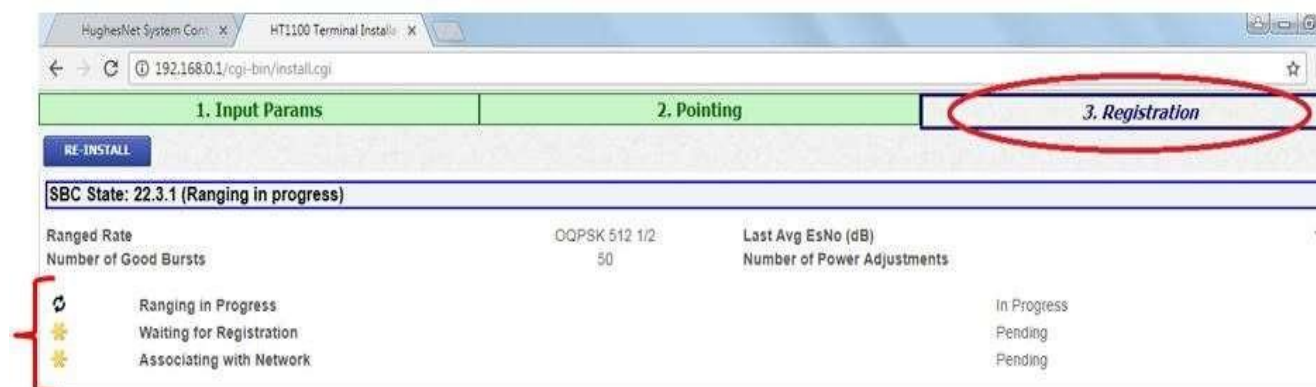 HughesNet System Con
HT1100 Terminal Install
192.168.0.1/cgi-bin/install.cgi
1. Input Params
2. Pointing
3. Registration
RE-INSTALL
SBC State: 22.3.1 (Ranging in progress)
Ranged Rate OQPSK 512 1/2 Last Avg EsNo (dB)
Number of Good Bursts 50 Number of Power Adjustments
Ranging in Progress In Progress
Waiting for Registration Pending
Associating with Network Pending